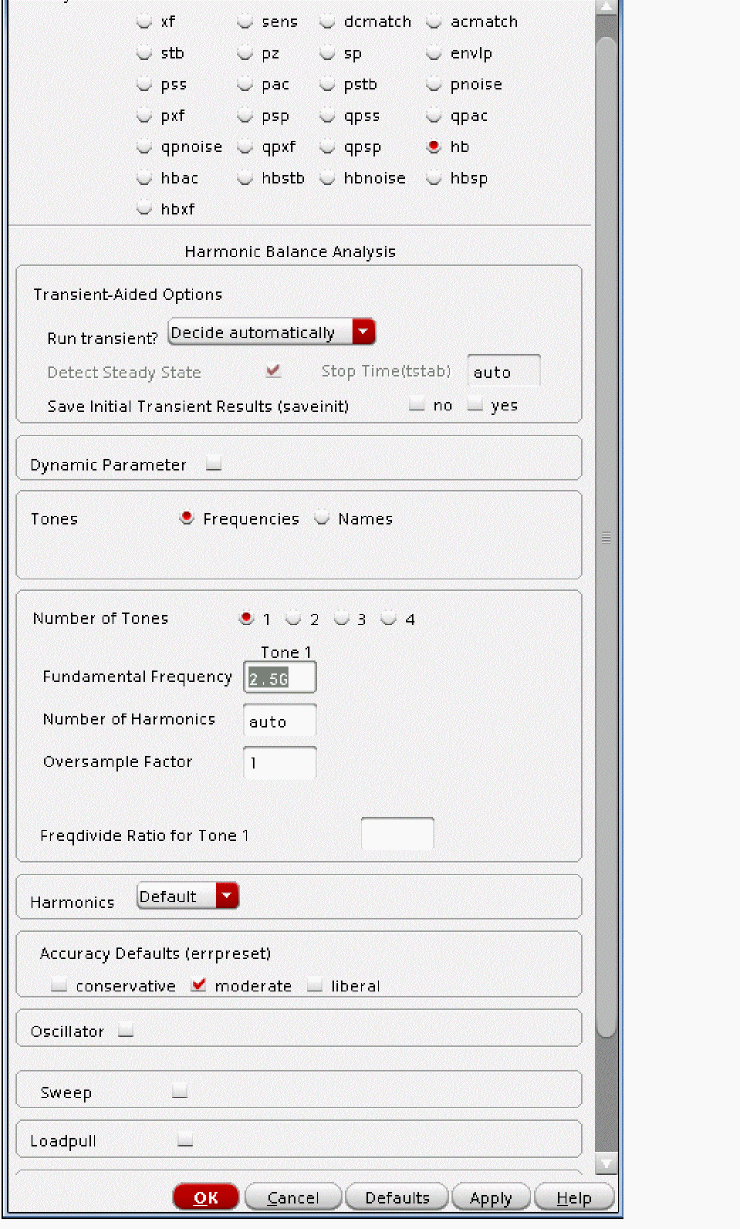 xf sens dcmatch acmatch
stb pz sp envlp
pss pac pstb pnoise
pxf psp qpss qpac
qpnoise qpxf qpsp hb
hbac hbstb hbnoise hbsp
hbxf
Harmonic Balance Analysis
Transient-Aided Options
Run transient? Decide automatically
Detect Steady State Stop Time(tstab) auto
Save Initial Transient Results (saveinit) no yes
Dynamic Parameter
Tones Frequencies Names
Number of Tones 1 2 3 4
Tone 1
Fundamental Frequency 2.5G
Number of Harmonics auto
Oversample Factor 1
Freqdivide Ratio for Tone 1
Harmonics Default
Accuracy Defaults (errpreset)
conservative moderate liberal
Oscillator
Sweep
Loadpull
OK Cancel Defaults Apply Help